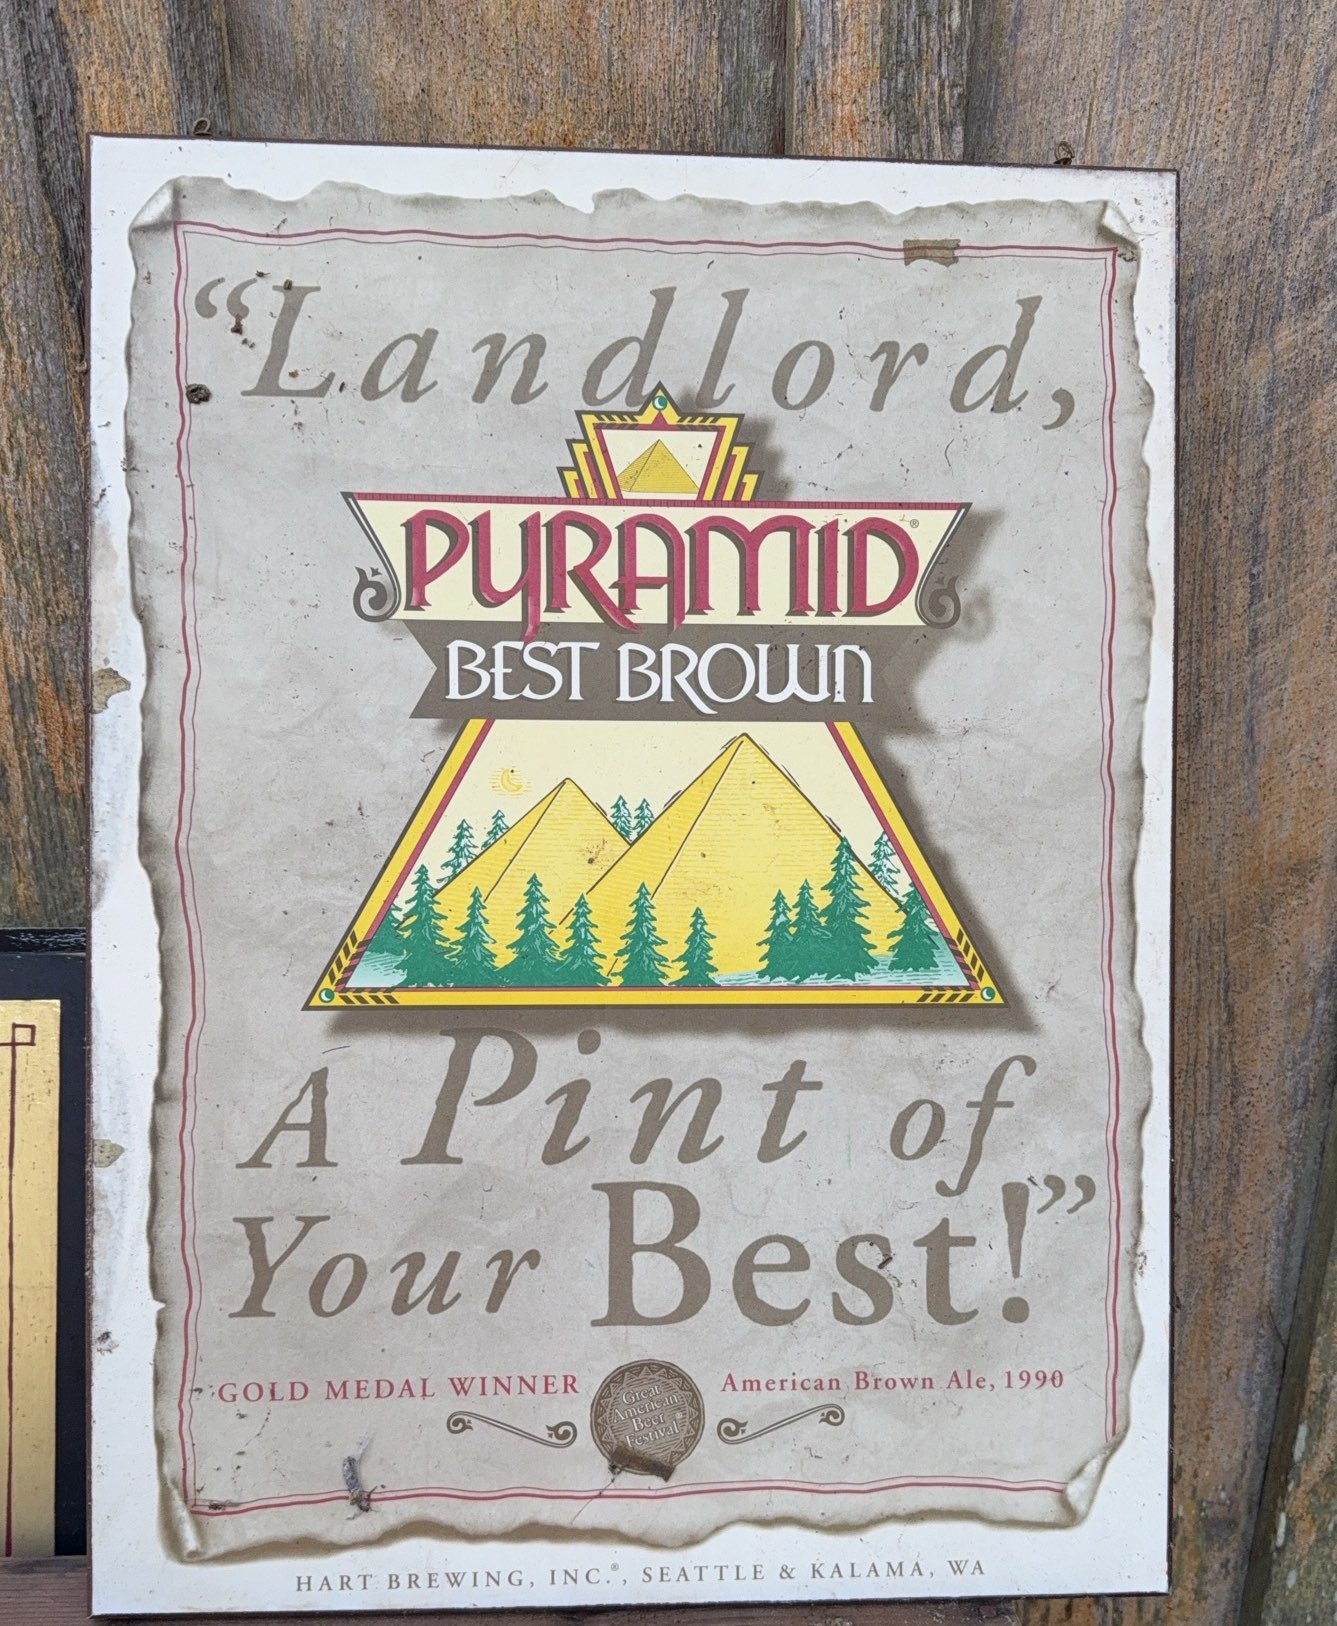 “Landlord,
PYRAMID®
BEST BROWN
A Pint of
Your Best!”
GOLD MEDAL WINNER
Great
American
Beer
Festival
American Brown Ale, 1990
HART BREWING, INC.®, SEATTLE & KALAMA, WA